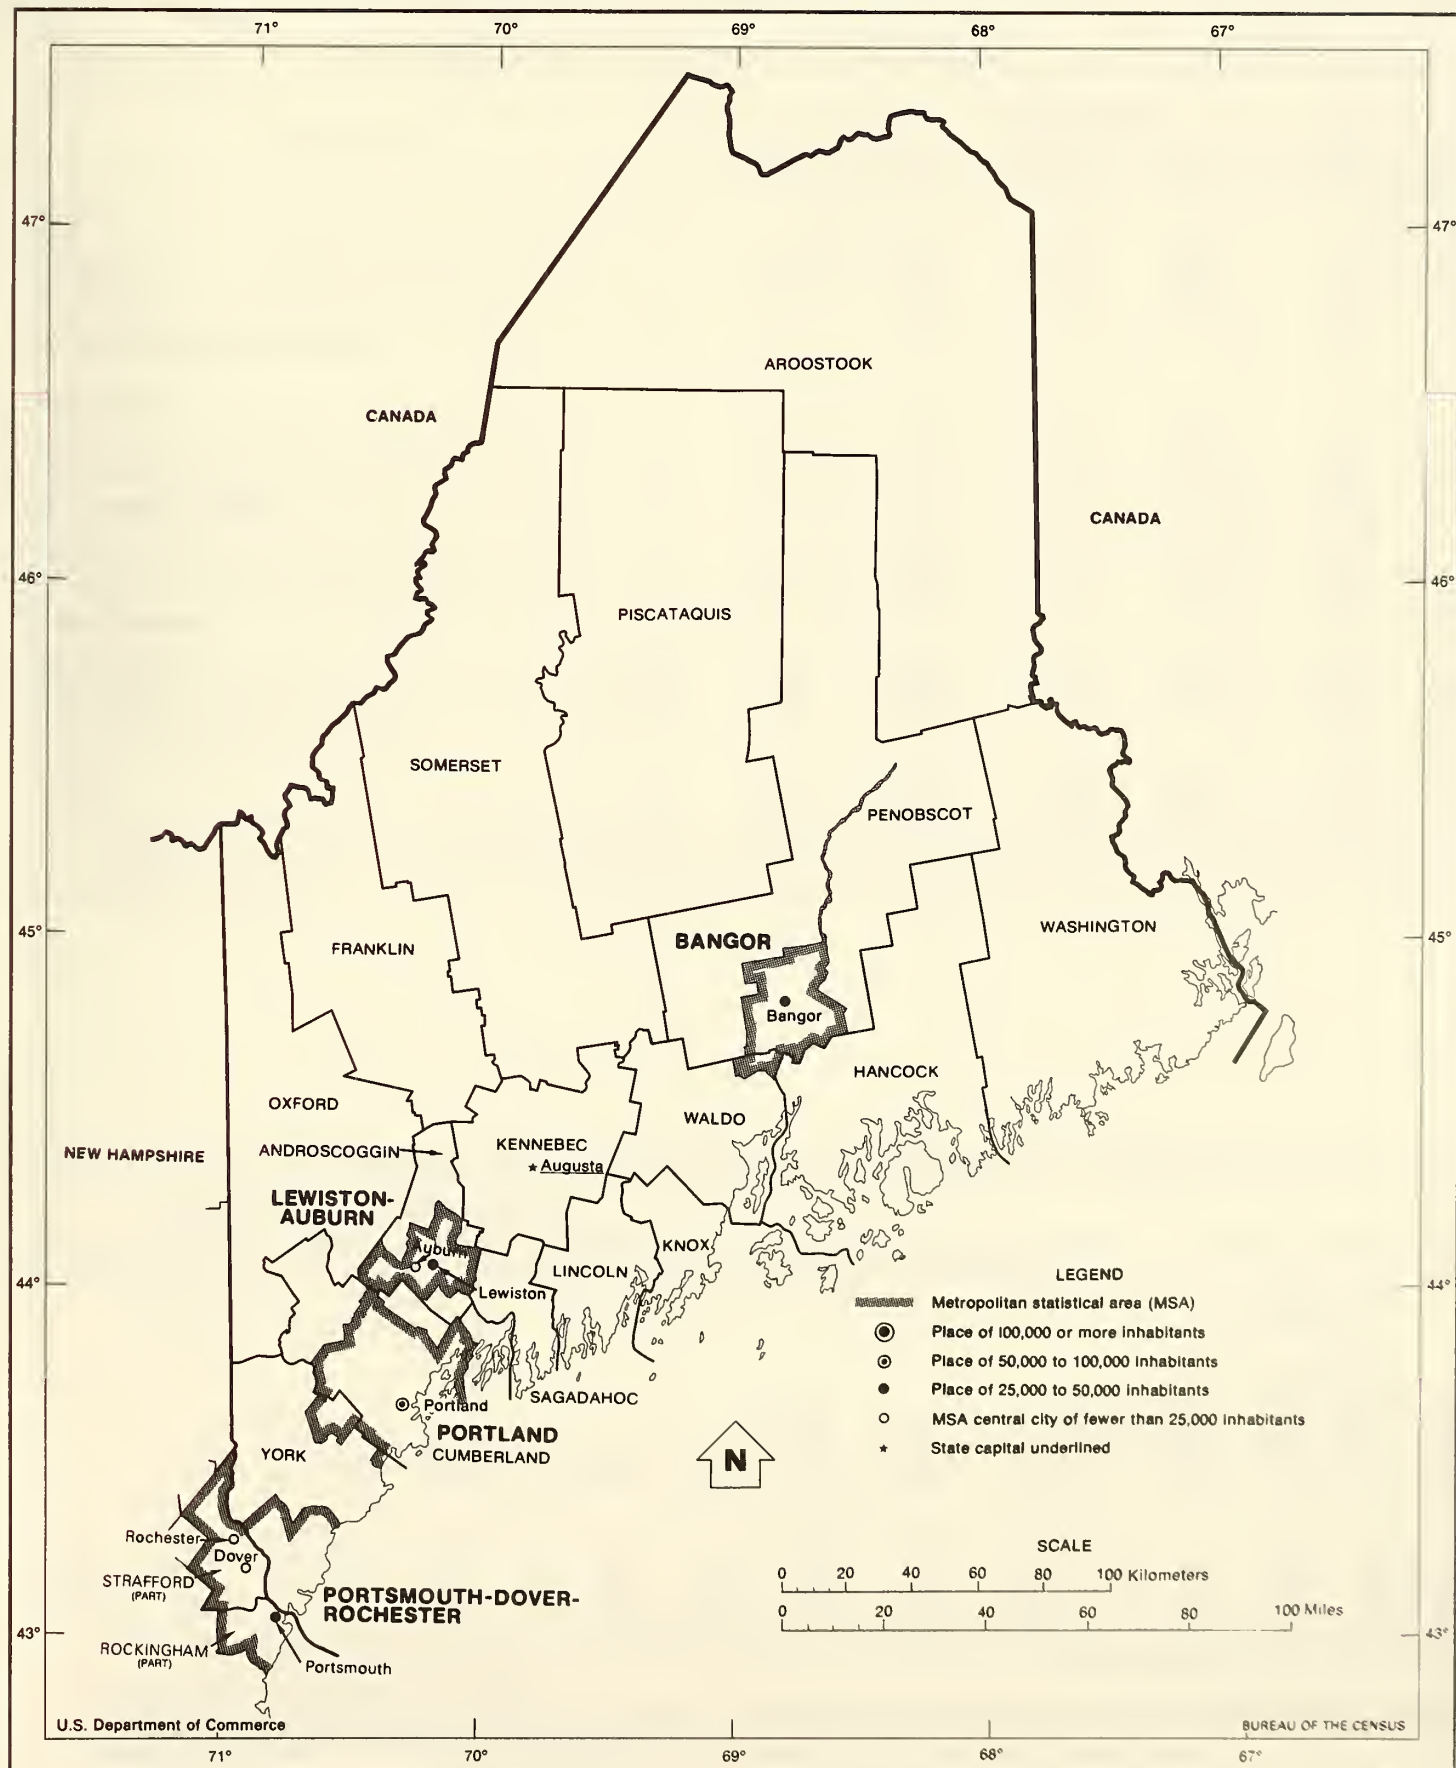 71°
70°
69°
68°
67°
47°
47°
AROOSTOOK
CANADA
CANADA
46°
46°
PISCATAQUIS
SOMERSET
PENOBSCOT
45°
45°
WASHINGTON
BANGOR
FRANKLIN
Bangor
HANCOCK
OXFORD
WALDO
NEW HAMPSHIRE
ANDROSCOGGIN
KENNEBEC
★ Augusta
LEWISTON-
AUBURN
Auburn
KNOX
LINCOLN
44°
44°
Lewiston
LEGEND
Metropolitan statistical area (MSA)
Place of 100,000 or more inhabitants
Place of 50,000 to 100,000 inhabitants
Place of 25,000 to 50,000 inhabitants
MSA central city of fewer than 25,000 inhabitants
★ State capital underlined
SAGADAHOC
Portland
PORTLAND
CUMBERLAND
YORK
N
Rochester
Dover
STRAFFORD
(PART)
PORTSMOUTH-DOVER-
ROCHESTER
SCALE
0 20 40 60 80 100 Kilometers
0 20 40 60 80 100 Miles
43°
43°
ROCKINGHAM
(PART)
Portsmouth
U.S. Department of Commerce
BUREAU OF THE CENSUS
71°
70°
69°
68°
67°